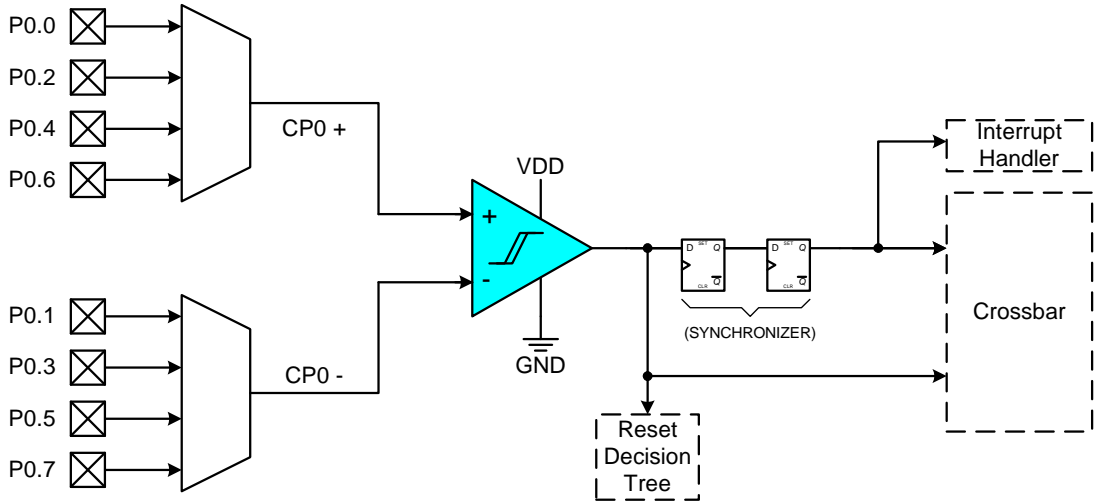 P0.0
P0.2
P0.4
P0.6
CP0 +
P0.1
P0.3
P0.5
P0.7
CP0 -
VDD
+
-
GND
D SET Q
CLR Q
D SET Q
CLR Q
(SYNCHRONIZER)
Interrupt
Handler
Crossbar
Reset
Decision
Tree